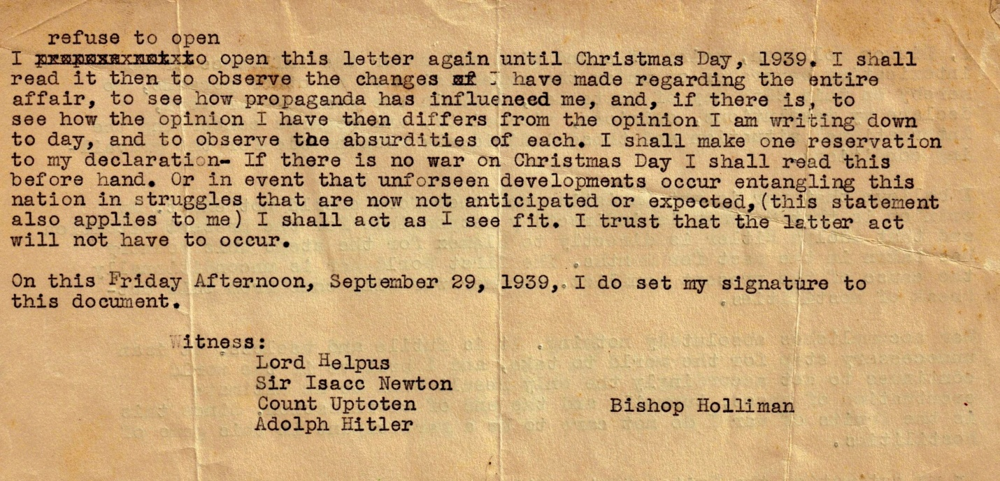 refuse to open
I to open this letter again until Christmas Day, 1939. I shall
read it then to observe the changes I have made regarding the entire
affair, to see how propaganda has influenecd me, and, if there is, to
see how the opinion I have then differs from the opinion I am writing down
to day, and to observe the absurdities of each. I shall make one reservation
to my declaration- If there is no war on Christmas Day I shall read this
before hand. Or in event that unforseen developments occur entangling this
nation in struggles that are now not anticipated or expected,(this statement
also applies to me) I shall act as I see fit. I trust that the latter act
will not have to occur.
On this Friday Afternoon, September 29, 1939, I do set my signature to
this document.
Witness:
Lord Helpus
Sir Isacc Newton
Count Uptoten
Adolph Hitler
Bishop Holliman